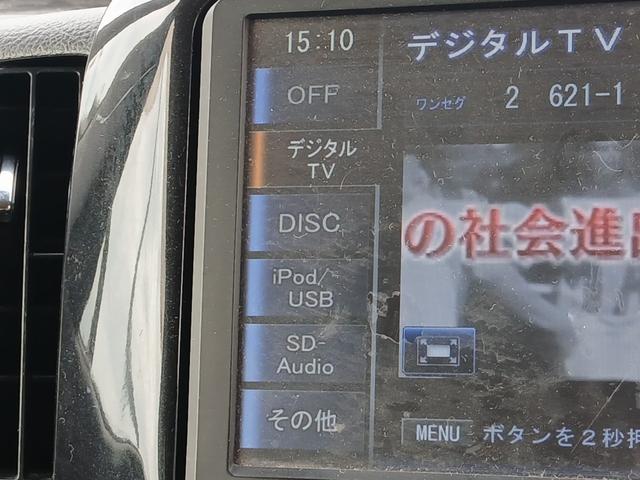 15:10
デジタルTV
OFF
ワンセグ 2 621-1
デジタル
TV
DISC
の社会進出
iPod/
USB
SD-
Audio
その他
MENU ボタンを2秒押